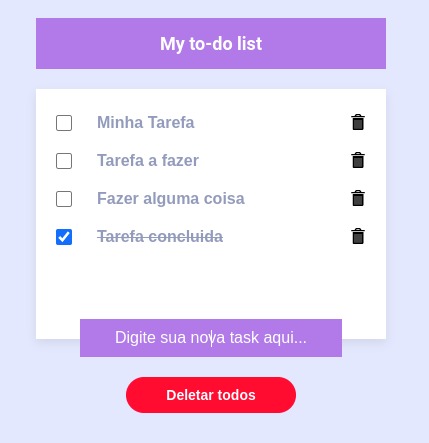 My to-do list
Minha Tarefa
Tarefa a fazer
Fazer alguma coisa
Tarefa concluida
Digite sua nova task aqui...
Deletar todos